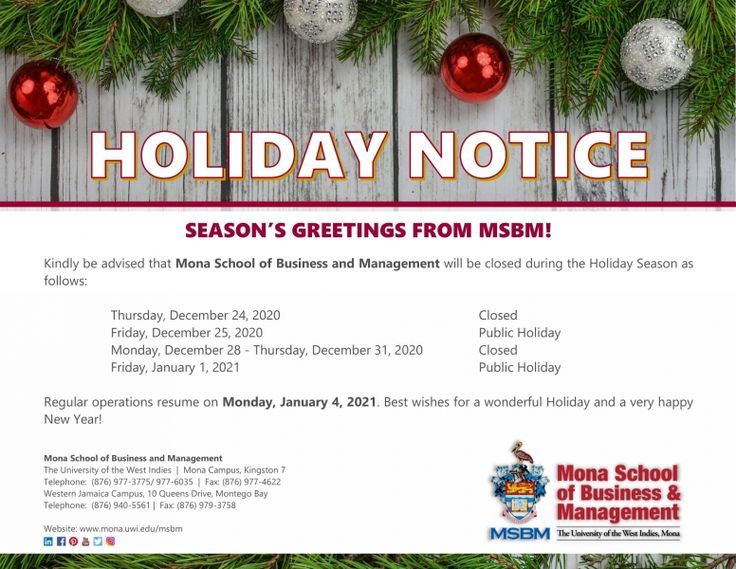 HOLIDAY NOTICE
SEASON'S GREETINGS FROM MSBM!
Kindly be advised that Mona School of Business and Management will be closed during the Holiday Season as
follows:
Thursday, December 24, 2020 Closed
Friday, December 25, 2020 Public Holiday
Monday, December 28 - Thursday, December 31, 2020 Closed
Friday, January 1, 2021 Public Holiday
Regular operations resume on Monday, January 4, 2021. Best wishes for a wonderful Holiday and a very happy
New Year!
Mona School of Business and Management
The University of the West Indies | Mona Campus, Kingston 7
Telephone: (876) 977-3775/ 977-6035 | Fax: (876) 977-4622
Western Jamaica Campus, 10 Queens Drive, Montego Bay
Telephone: (876) 940-5561 | Fax: (876) 979-3758
Website: www.mona.uwi.edu/msbm
MSBM
Mona School
of Business &
Management
The University of the West Indies, Mona